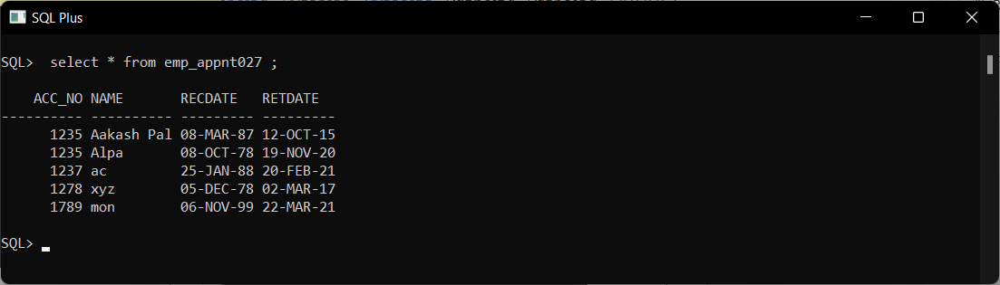 SQL Plus
SQL>  select * from emp_appnt027 ;
    ACC_NO NAME       RECDATE   RETDATE
---------- ---------- --------- ---------
      1235 Aakash Pal 08-MAR-87 12-OCT-15
      1235 Alpa       08-OCT-78 19-NOV-20
      1237 ac         25-JAN-88 20-FEB-21
      1278 xyz        05-DEC-78 02-MAR-17
      1789 mon        06-NOV-99 22-MAR-21
SQL>